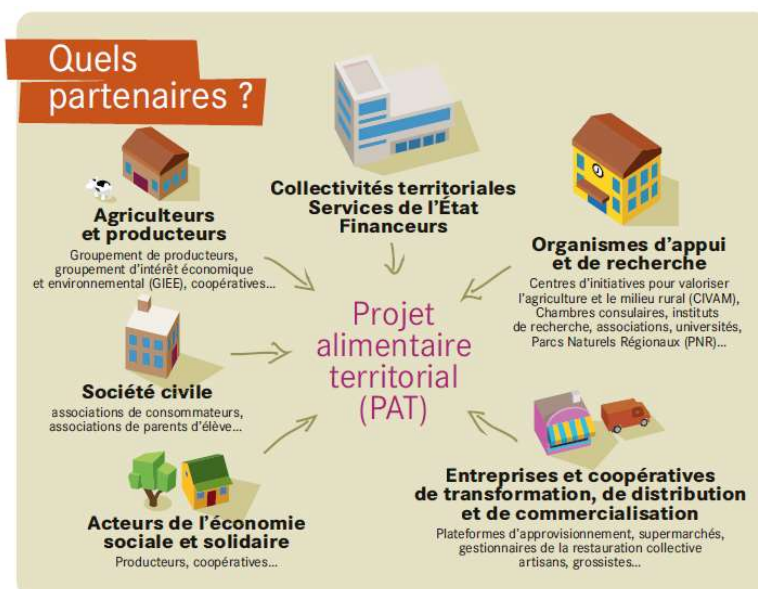 Quels
partenaires ?
Collectivités territoriales
Services de l'État
Financeurs
Agriculteurs
et producteurs
Groupement de producteurs,
groupement d'intérêt économique
et environnemental (GIEE), coopératives...
Organismes d'appui
et de recherche
Centres d'initiatives pour valoriser
l'agriculture et le milieu rural (CIVAM),
Chambres consulaires, instituts
de recherche, associations, universités,
Parcs Naturels Régionaux (PNR)...
Projet
alimentaire
territorial
(PAT)
Société civile
associations de consommateurs,
associations de parents d'élève...
Acteurs de l'économie
sociale et solidaire
Producteurs, coopératives...
Entreprises et coopératives
de transformation, de distribution
et de commercialisation
Plateformes d'approvisionnement, supermarchés,
gestionnaires de la restauration collective
artisans, grossistes...